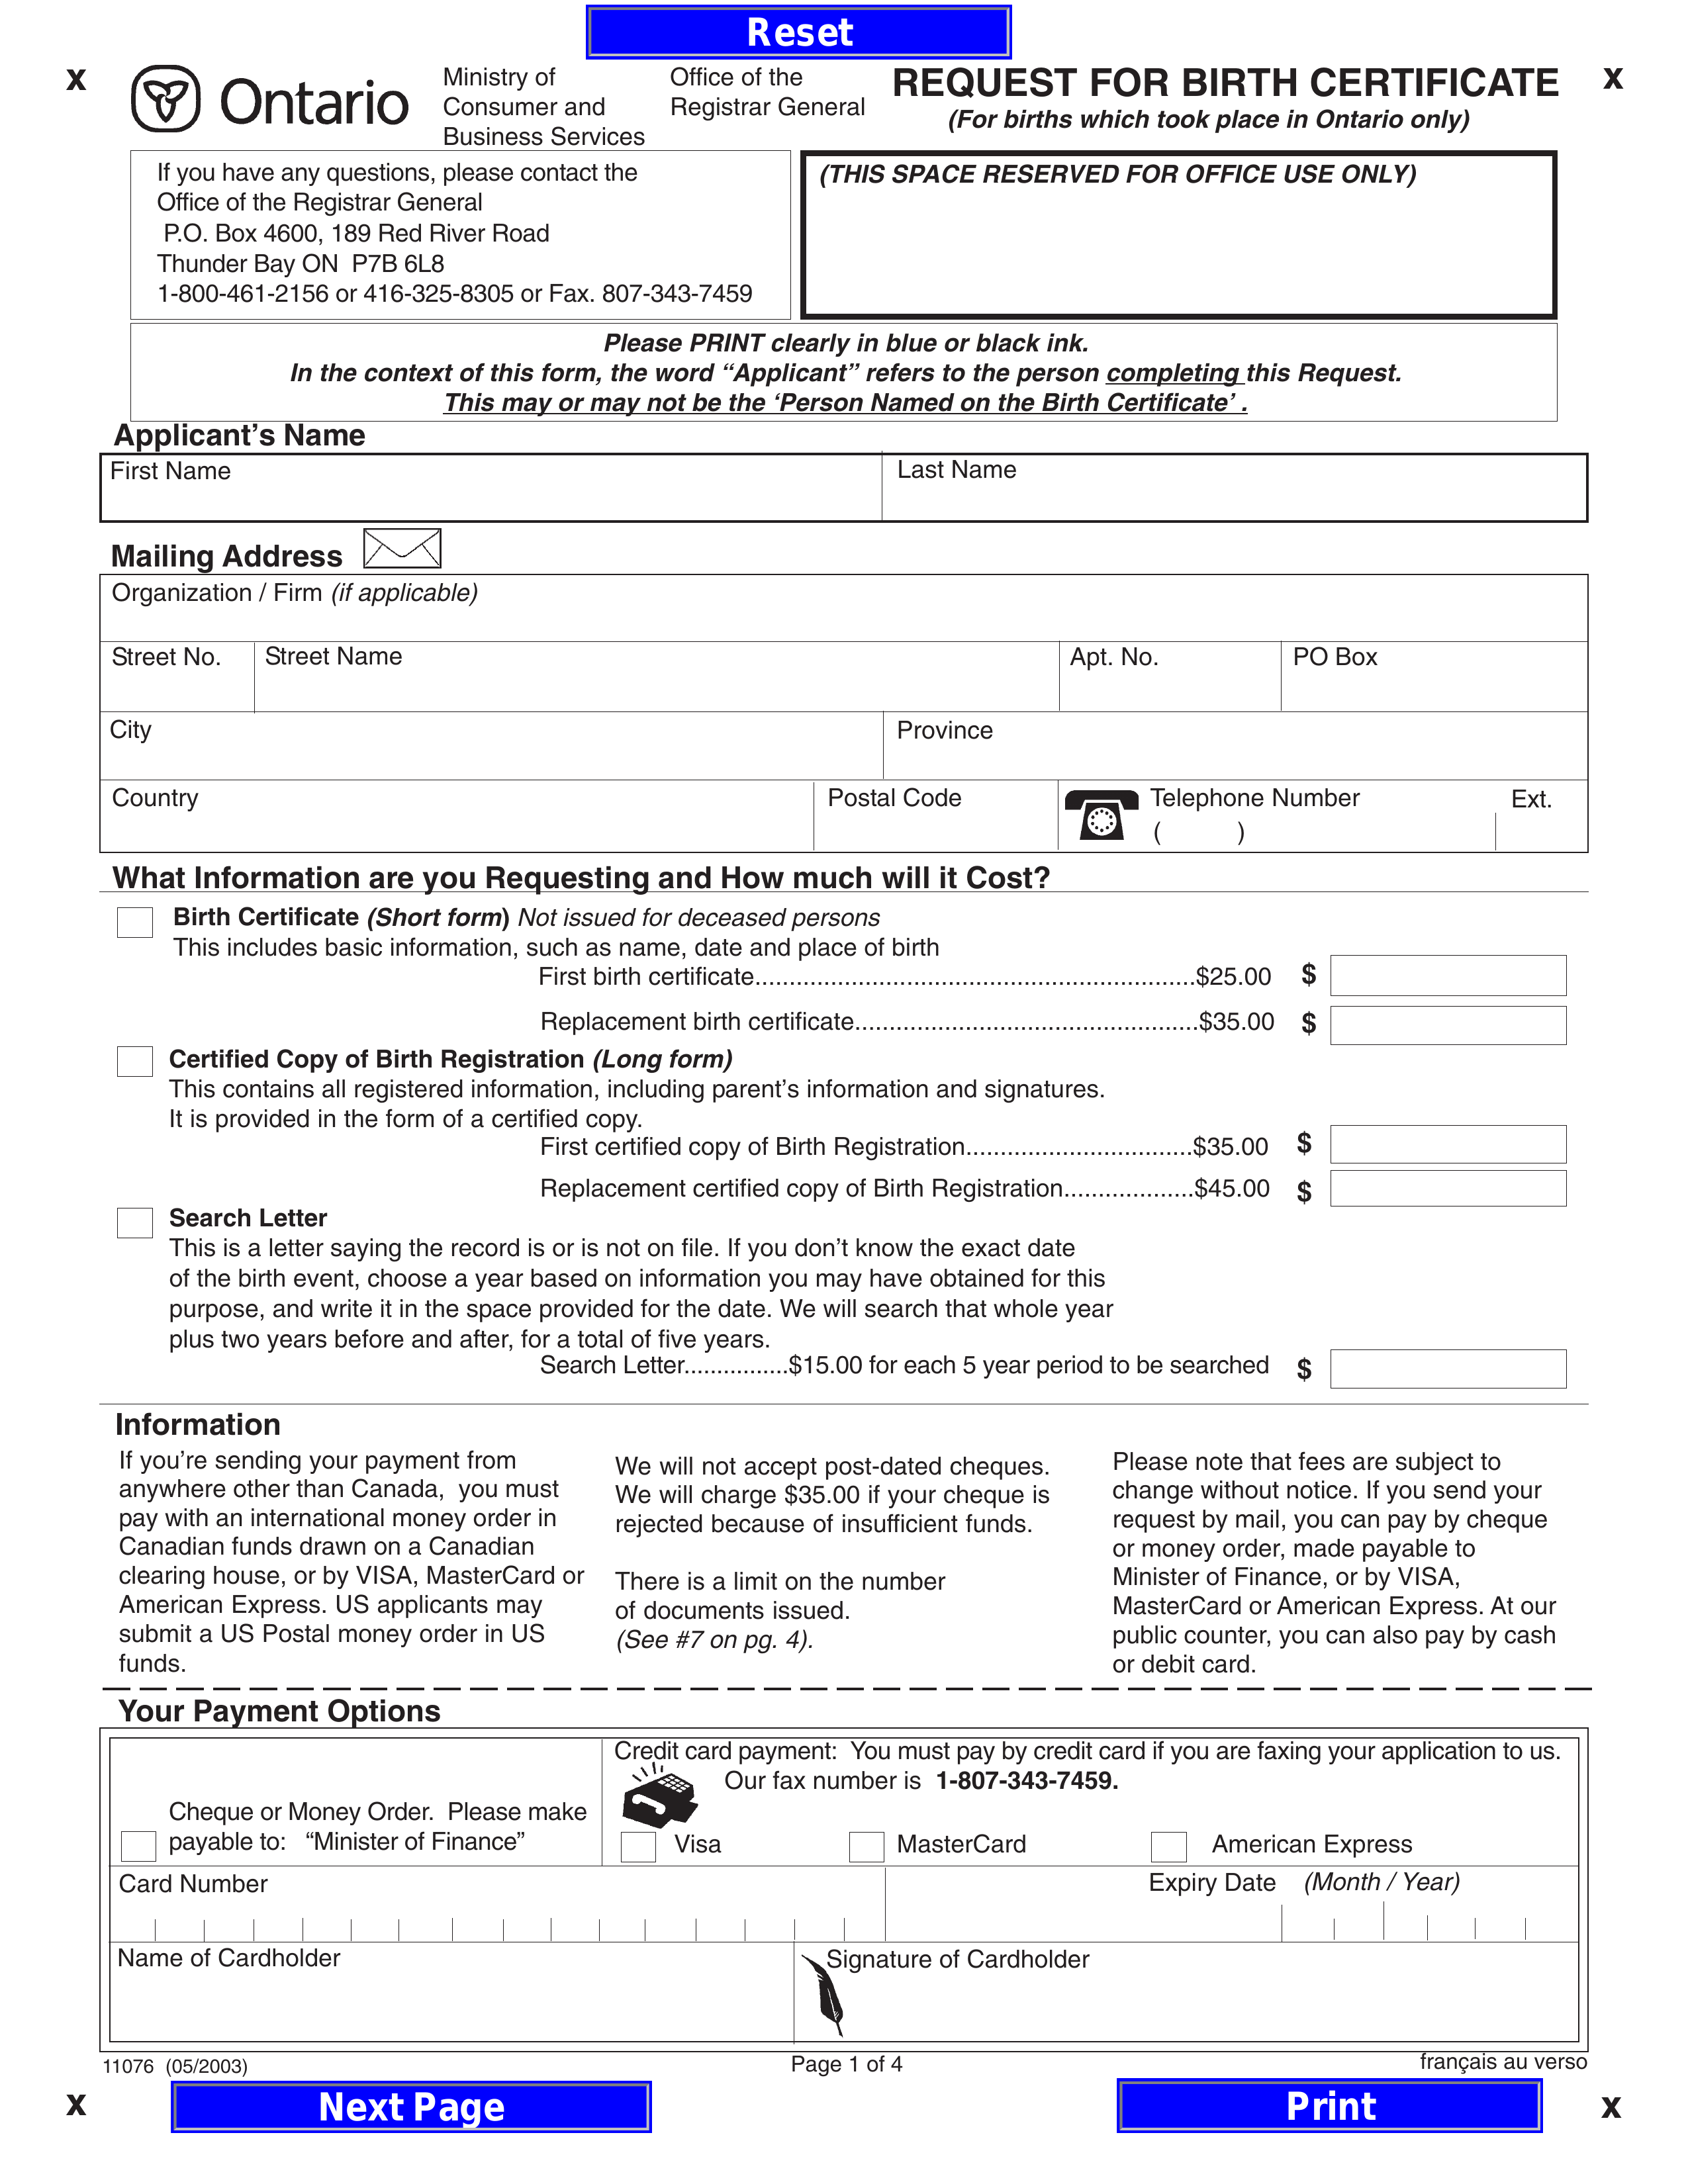 Reset
x
Ontario
Ministry of
Consumer and
Business Services
Office of the
Registrar General
REQUEST FOR BIRTH CERTIFICATE
(For births which took place in Ontario only)
x
If you have any questions, please contact the
Office of the Registrar General
P.O. Box 4600, 189 Red River Road
Thunder Bay ON P7B 6L8
1-800-461-2156 or 416-325-8305 or Fax. 807-343-7459
(THIS SPACE RESERVED FOR OFFICE USE ONLY)
Please PRINT clearly in blue or black ink.
In the context of this form, the word “Applicant” refers to the person completing this Request.
This may or may not be the ‘Person Named on the Birth Certificate’ .
Applicant’s Name
First Name
Last Name
Mailing Address
Organization / Firm (if applicable)
Street No.
Street Name
Apt. No.
PO Box
City
Province
Country
Postal Code
Telephone Number
( )
Ext.
What Information are you Requesting and How much will it Cost?
Birth Certificate (Short form) Not issued for deceased persons
This includes basic information, such as name, date and place of birth
First birth certificate................................................................$25.00 $
Replacement birth certificate..................................................$35.00 $
Certified Copy of Birth Registration (Long form)
This contains all registered information, including parent’s information and signatures.
It is provided in the form of a certified copy.
First certified copy of Birth Registration.................................$35.00 $
Replacement certified copy of Birth Registration...................$45.00 $
Search Letter
This is a letter saying the record is or is not on file. If you don’t know the exact date
of the birth event, choose a year based on information you may have obtained for this
purpose, and write it in the space provided for the date. We will search that whole year
plus two years before and after, for a total of five years.
Search Letter................$15.00 for each 5 year period to be searched $
Information
If you’re sending your payment from
anywhere other than Canada, you must
pay with an international money order in
Canadian funds drawn on a Canadian
clearing house, or by VISA, MasterCard or
American Express. US applicants may
submit a US Postal money order in US
funds.
We will not accept post-dated cheques.
We will charge $35.00 if your cheque is
rejected because of insufficient funds.
There is a limit on the number
of documents issued.
(See #7 on pg. 4).
Please note that fees are subject to
change without notice. If you send your
request by mail, you can pay by cheque
or money order, made payable to
Minister of Finance, or by VISA,
MasterCard or American Express. At our
public counter, you can also pay by cash
or debit card.
Your Payment Options
Cheque or Money Order. Please make
payable to: “Minister of Finance”
Credit card payment: You must pay by credit card if you are faxing your application to us.
Our fax number is 1-807-343-7459.
Visa
MasterCard
American Express
Card Number
Expiry Date (Month / Year)
Name of Cardholder
Signature of Cardholder
11076 (05/2003)
Page 1 of 4
français au verso
x
Next Page
Print
x